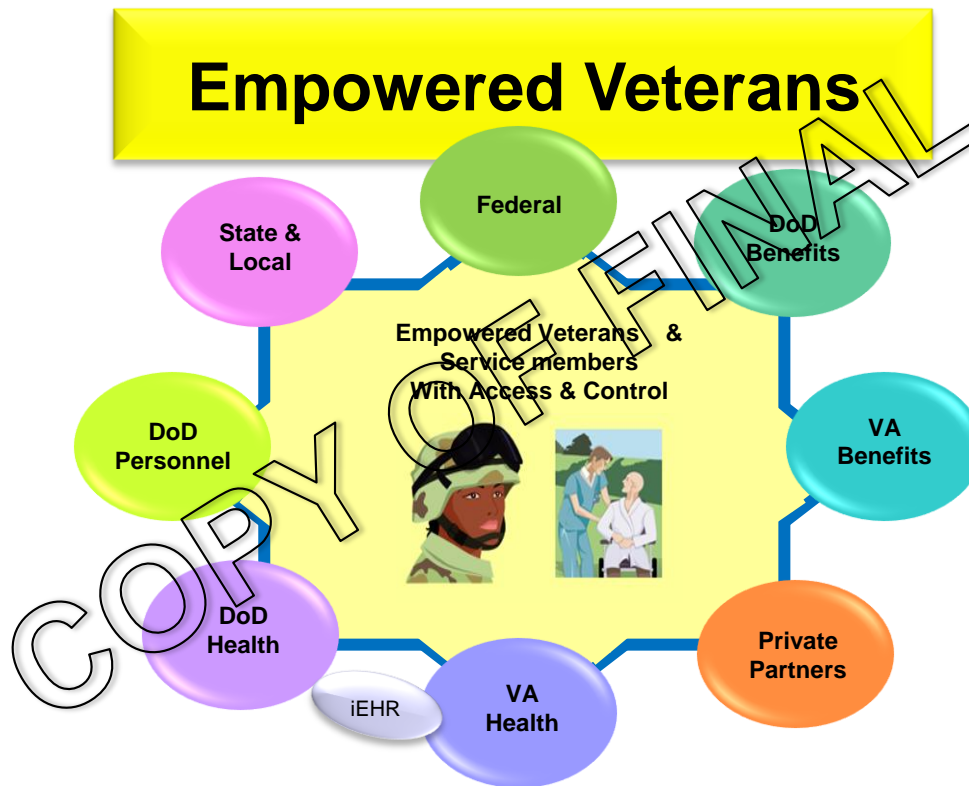 Empowered Veterans
Federal
State &
Local
DoD
Benefits
Empowered Veterans &
Service members
With Access & Control
DoD
Personnel
VA
Benefits
DoD
Health
Private
Partners
iEHR
VA
Health
COPY OF FINAL